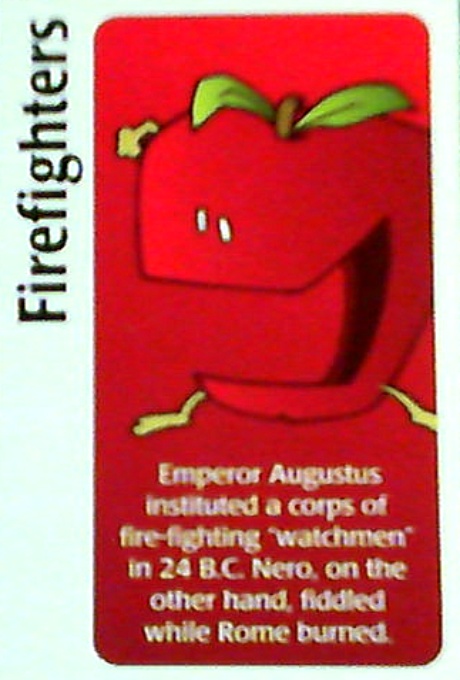 Firefighters
Emperor Augustus
instituted a corps of
fire-fighting "watchmen"
in 24 B.C. Nero, on the
other hand, fiddled
while Rome burned.